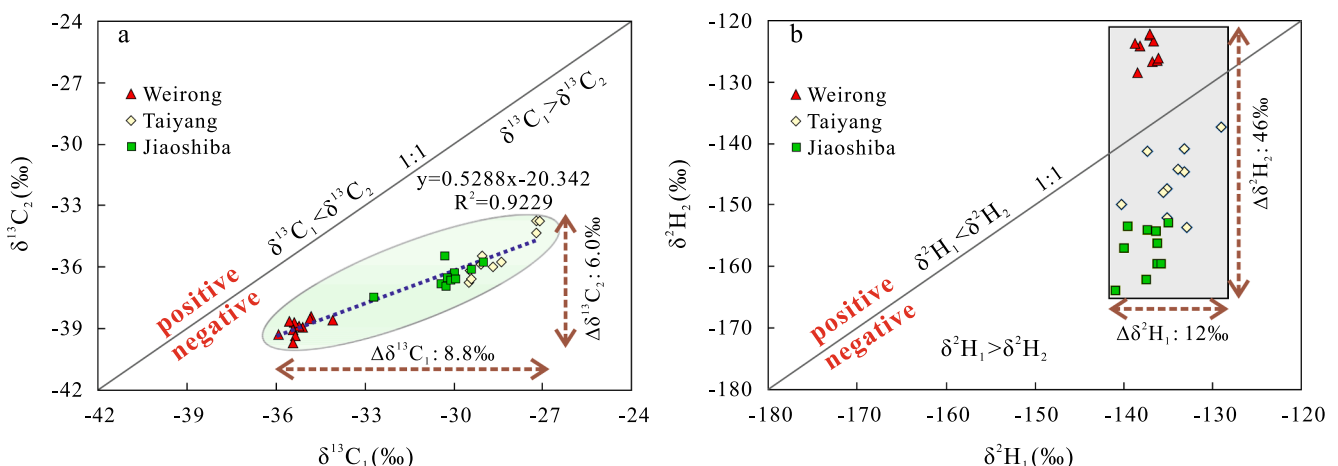 a
-24
-27
-30
-33
-36
-39
-42
δ¹³C₂(‰)
Weirong
Taiyang
Jiaoshiba
δ¹³C₁<δ¹³C₂
1:1
δ¹³C₁>δ¹³C₂
y=0.5288x-20.342
R²=0.9229
positive
negative
Δδ¹³C₂: 6.0‰
Δδ¹³C₁: 8.8‰
-42
-39
-36
-33
-30
-27
-24
δ¹³C₁(‰)
b
-120
-130
-140
-150
-160
-170
-180
δ²H₂(‰)
Weirong
Taiyang
Jiaoshiba
δ²H₁<δ²H₂
1:1
positive
negative
δ²H₁>δ²H₂
Δδ²H₂: 46‰
Δδ²H₁: 12‰
-180
-170
-160
-150
-140
-130
-120
δ²H₁(‰)